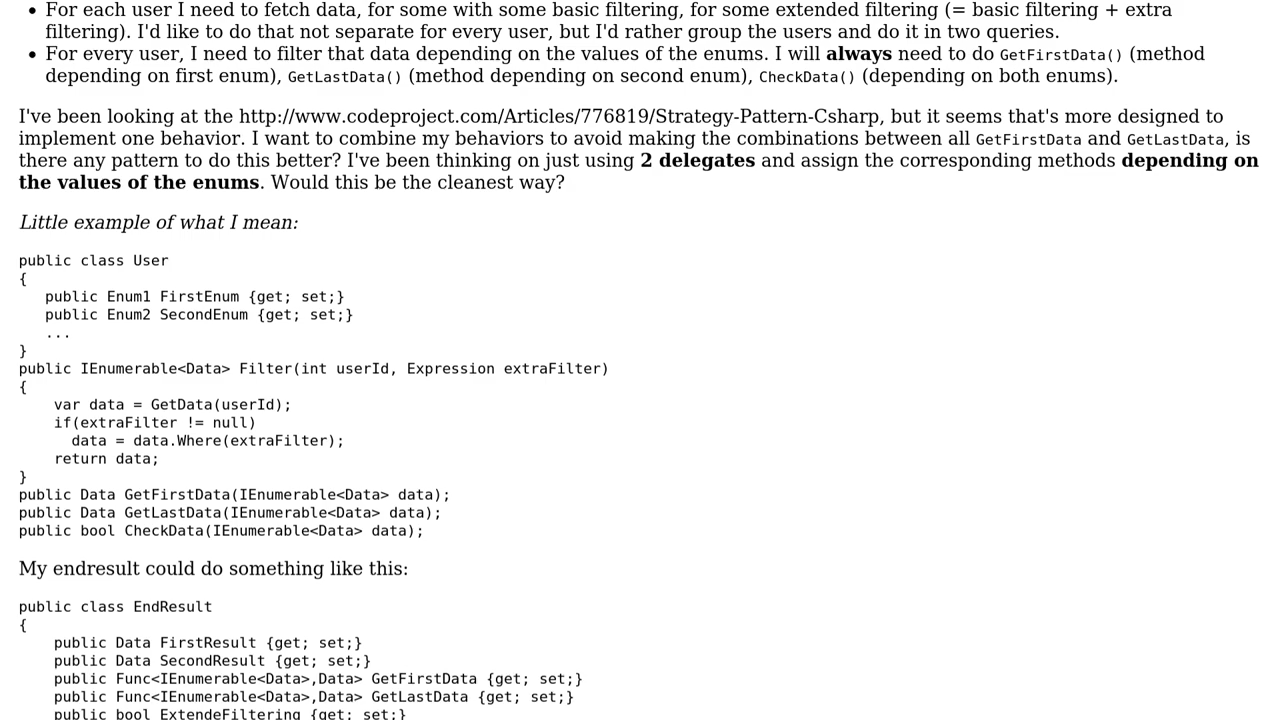 • For each user I need to fetch data, for some with some basic filtering, for some extended filtering (= basic filtering + extra
filtering). I'd like to do that not separate for every user, but I'd rather group the users and do it in two queries.
• For every user, I need to filter that data depending on the values of the enums. I will always need to do GetFirstData() (method
depending on first enum), GetLastData() (method depending on second enum), CheckData() (depending on both enums).
I've been looking at the http://www.codeproject.com/Articles/776819/Strategy-Pattern-Csharp, but it seems that's more designed to
implement one behavior. I want to combine my behaviors to avoid making the combinations between all GetFirstData and GetLastData, is
there any pattern to do this better? I've been thinking on just using 2 delegates and assign the corresponding methods depending on
the values of the enums. Would this be the cleanest way?
Little example of what I mean:
public class User
{
   public Enum1 FirstEnum {get; set;}
   public Enum2 SecondEnum {get; set;}
   ...
}
public IEnumerable<Data> Filter(int userId, Expression extraFilter)
{
    var data = GetData(userId);
    if(extraFilter != null)
      data = data.Where(extraFilter);
    return data;
}
public Data GetFirstData(IEnumerable<Data> data);
public Data GetLastData(IEnumerable<Data> data);
public bool CheckData(IEnumerable<Data> data);
My endresult could do something like this:
public class EndResult
{
    public Data FirstResult {get; set;}
    public Data SecondResult {get; set;}
    public Func<IEnumerable<Data>,Data> GetFirstData {get; set;}
    public Func<IEnumerable<Data>,Data> GetLastData {get; set;}
    public bool ExtendeFiltering {get; set;}